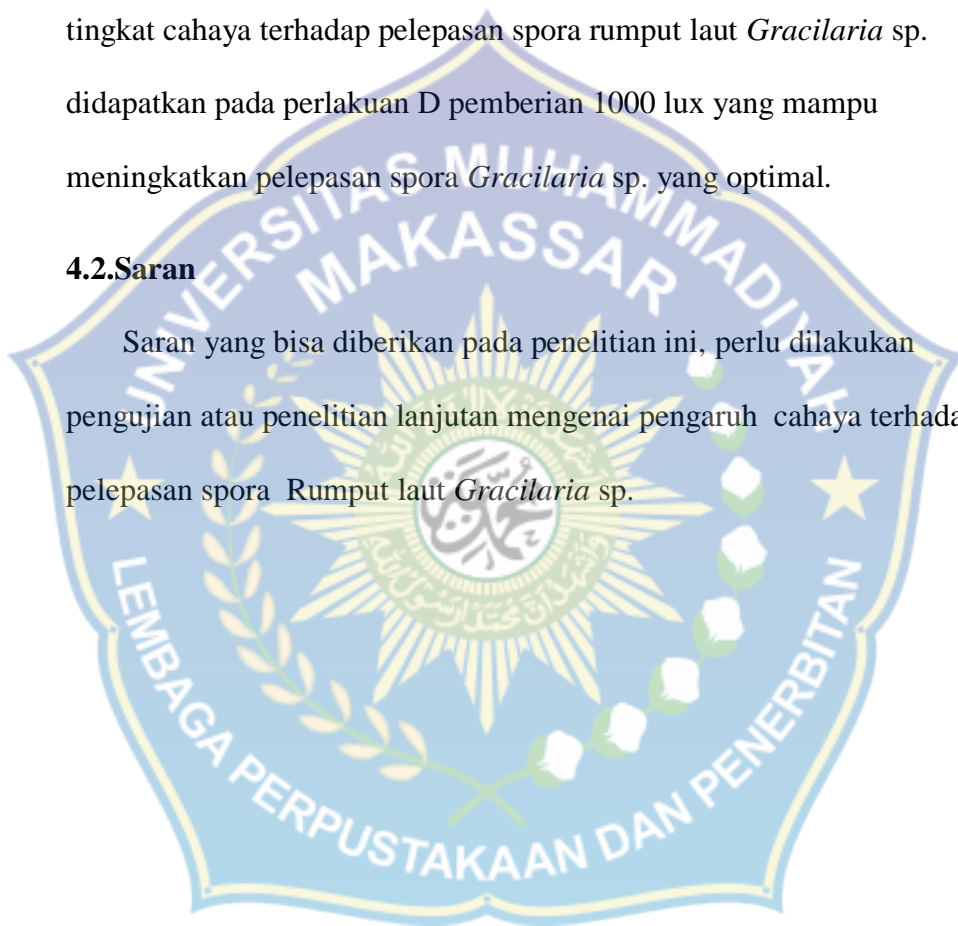 tingkat cahaya terhadap pelepasan spora rumput laut Gracilaria sp.
didapatkan pada perlakuan D pemberian 1000 lux yang mampu
meningkatkan pelepasan spora Gracilaria sp. yang optimal.
4.2.Saran
Saran yang bisa diberikan pada penelitian ini, perlu dilakukan
pengujian atau penelitian lanjutan mengenai pengaruh cahaya terhada
pelepasan spora Rumput laut Gracilaria sp.
UNIVERSITAS MUHAMMADIYAH
MAKASSAR
LEMBAGA PERPUSTAKAAN DAN PENERBITAN